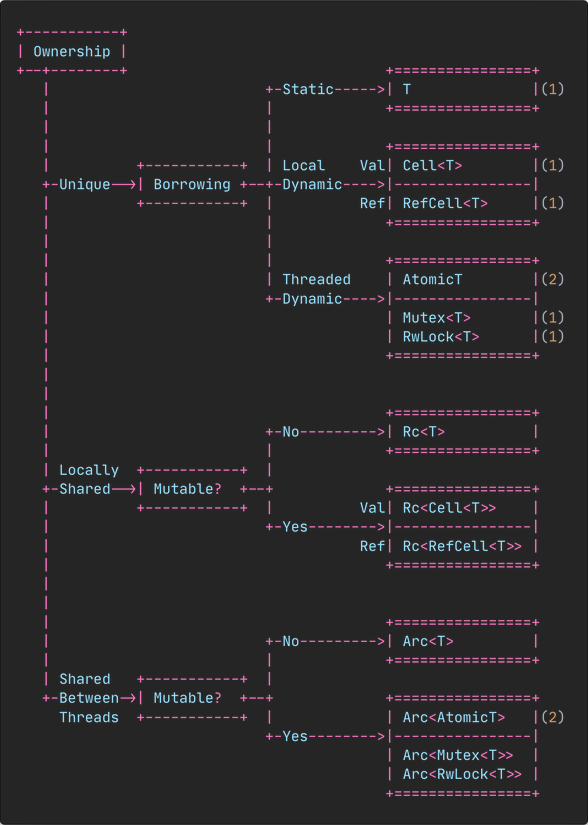 +-----------+
| Ownership |
+--+--------+                              +================+
   |                         +-Static----->| T              |(1)
   |                         |             +================+
   |                         |
   |                         |             +================+
   |          +-----------+  | Local    Val| Cell<T>        |(1)
   +-Unique-->| Borrowing +--+ Dynamic---->|----------------|
   |          +-----------+  |          Ref| RefCell<T>     |(1)
   |                         |             +================+
   |                         |
   |                         |             +================+
   |                         | Threaded    | AtomicT        |(2)
   |                         +-Dynamic---->|----------------|
   |                                       | Mutex<T>       |(1)
   |                                       | RwLock<T>      |(1)
   |                                       +================+
   |
   |
   |                                       +================+
   |                         +-No--------->| Rc<T>          |
   |                         |             +================+
   | Locally  +-----------+  |
   +-Shared-->| Mutable?  +--+             +================+
   |          +-----------+  |          Val| Rc<Cell<T>>    |
   |                         +-Yes-------->|----------------|
   |                                    Ref| Rc<RefCell<T>> |
   |                                       +================+
   |
   |
   |                                       +================+
   |                         +-No--------->| Arc<T>         |
   |                         |             +================+
   | Shared   +-----------+  |
   +-Between->| Mutable?  +--+             +================+
     Threads  +-----------+  |             | Arc<AtomicT>   |(2)
                             +-Yes-------->|----------------|
                                           | Arc<Mutex<T>>  |
                                           | Arc<RwLock<T>> |
                                           +================+